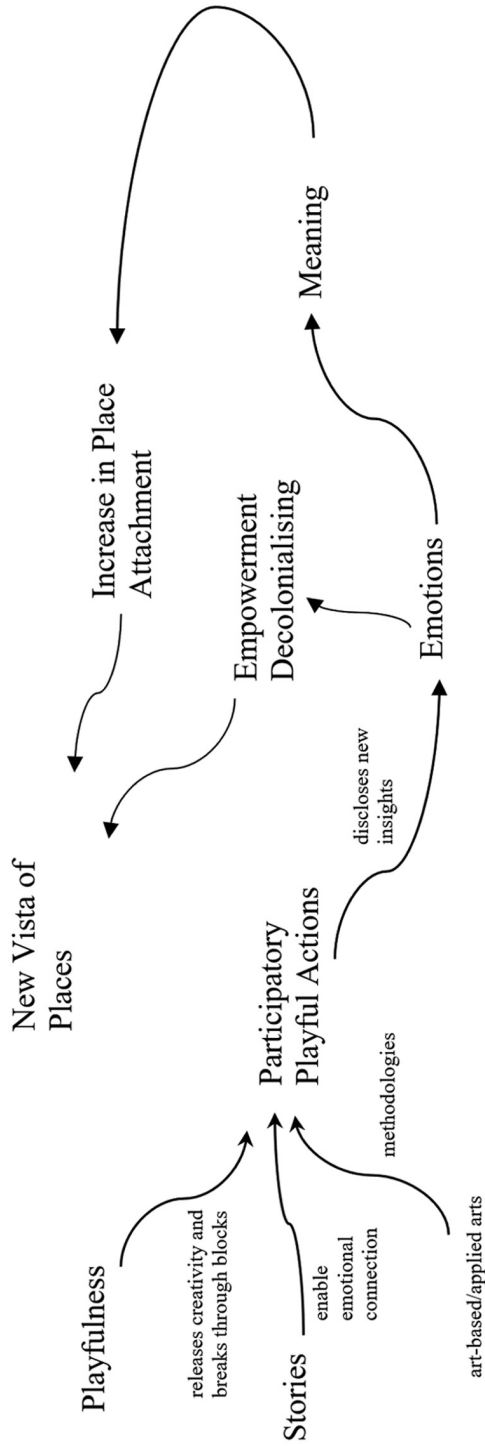 Playfulness
releases creativity and
breaks through blocks
Stories
enable
emotional
connection
art-based/applied arts
methodologies
Participatory
Playful Actions
discloses new
insights
Emotions
Meaning
Empowerment
Decolonialising
Increase in Place
Attachment
New Vista of
Places